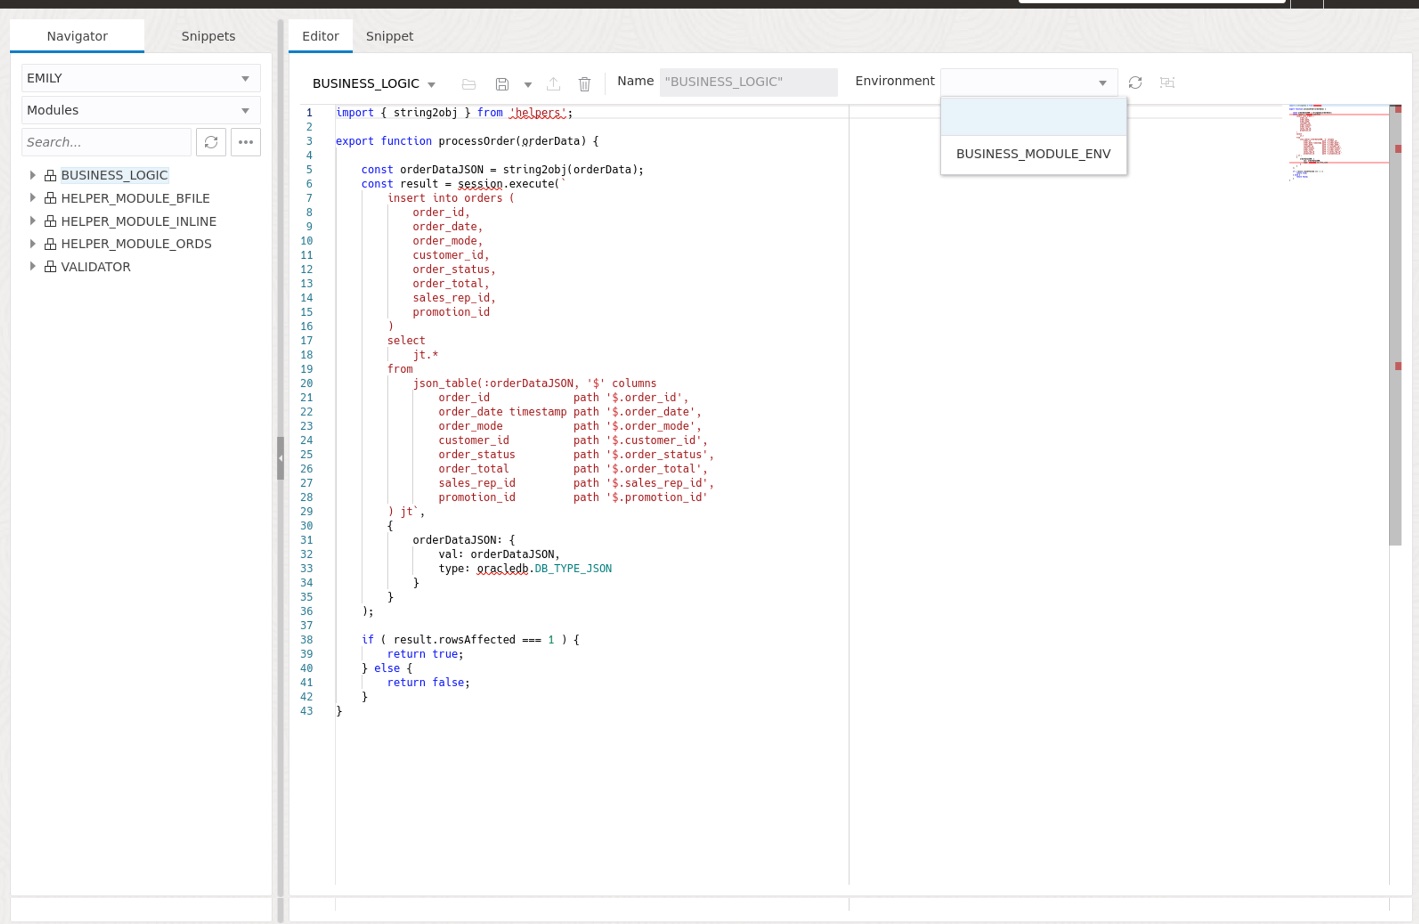 Navigator Snippets Editor Snippet
EMILY
Modules
Search...
•••
BUSINESS_LOGIC
HELPER_MODULE_BFILE
HELPER_MODULE_INLINE
HELPER_MODULE_ORDS
VALIDATOR
BUSINESS_LOGIC Name "BUSINESS_LOGIC" Environment
BUSINESS_MODULE_ENV
1 import { string2obj } from 'helpers';
2
3 export function processOrder(orderData) {
4
5     const orderDataJSON = string2obj(orderData);
6     const result = session.execute(`
7         insert into orders (
8             order_id,
9             order_date,
10             order_mode,
11             customer_id,
12             order_status,
13             order_total,
14             sales_rep_id,
15             promotion_id
16         )
17         select
18             jt.*
19         from
20             json_table(:orderDataJSON, '$' columns
21                 order_id             path '$.order_id',
22                 order_date timestamp path '$.order_date',
23                 order_mode           path '$.order_mode',
24                 customer_id          path '$.customer_id',
25                 order_status         path '$.order_status',
26                 order_total          path '$.order_total',
27                 sales_rep_id         path '$.sales_rep_id',
28                 promotion_id         path '$.promotion_id'
29         ) jt`,
30         {
31             orderDataJSON: {
32                 val: orderDataJSON,
33                 type: oracledb.DB_TYPE_JSON
34             }
35         }
36     );
37
38     if ( result.rowsAffected === 1 ) {
39         return true;
40     } else {
41         return false;
42     }
43 }